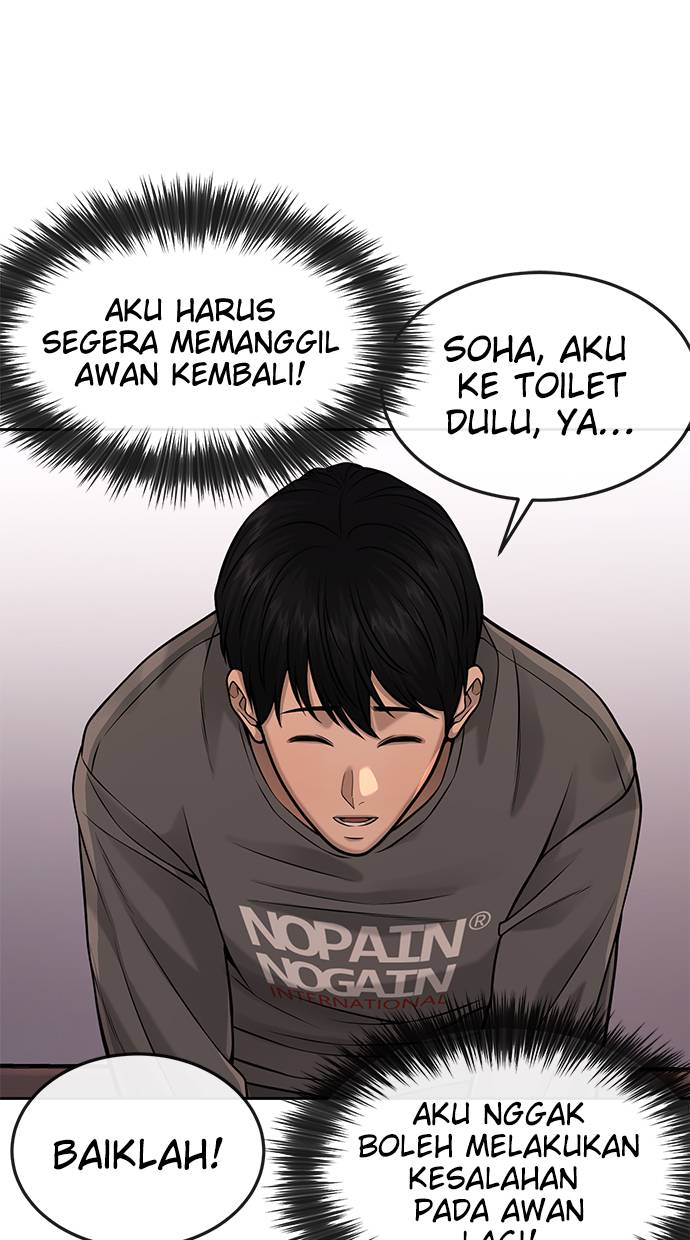 AKU HARUS
SEGERA MEMANGGIL
AWAN KEMBALI!
SOHA, AKU
KE TOILET
DULU, YA...
NOPAIN®
NOGAIN
INTERNATIONAL
BAIKLAH!
AKU NGGAK
BOLEH MELAKUKAN
KESALAHAN
PADA AWAN
LAGI!